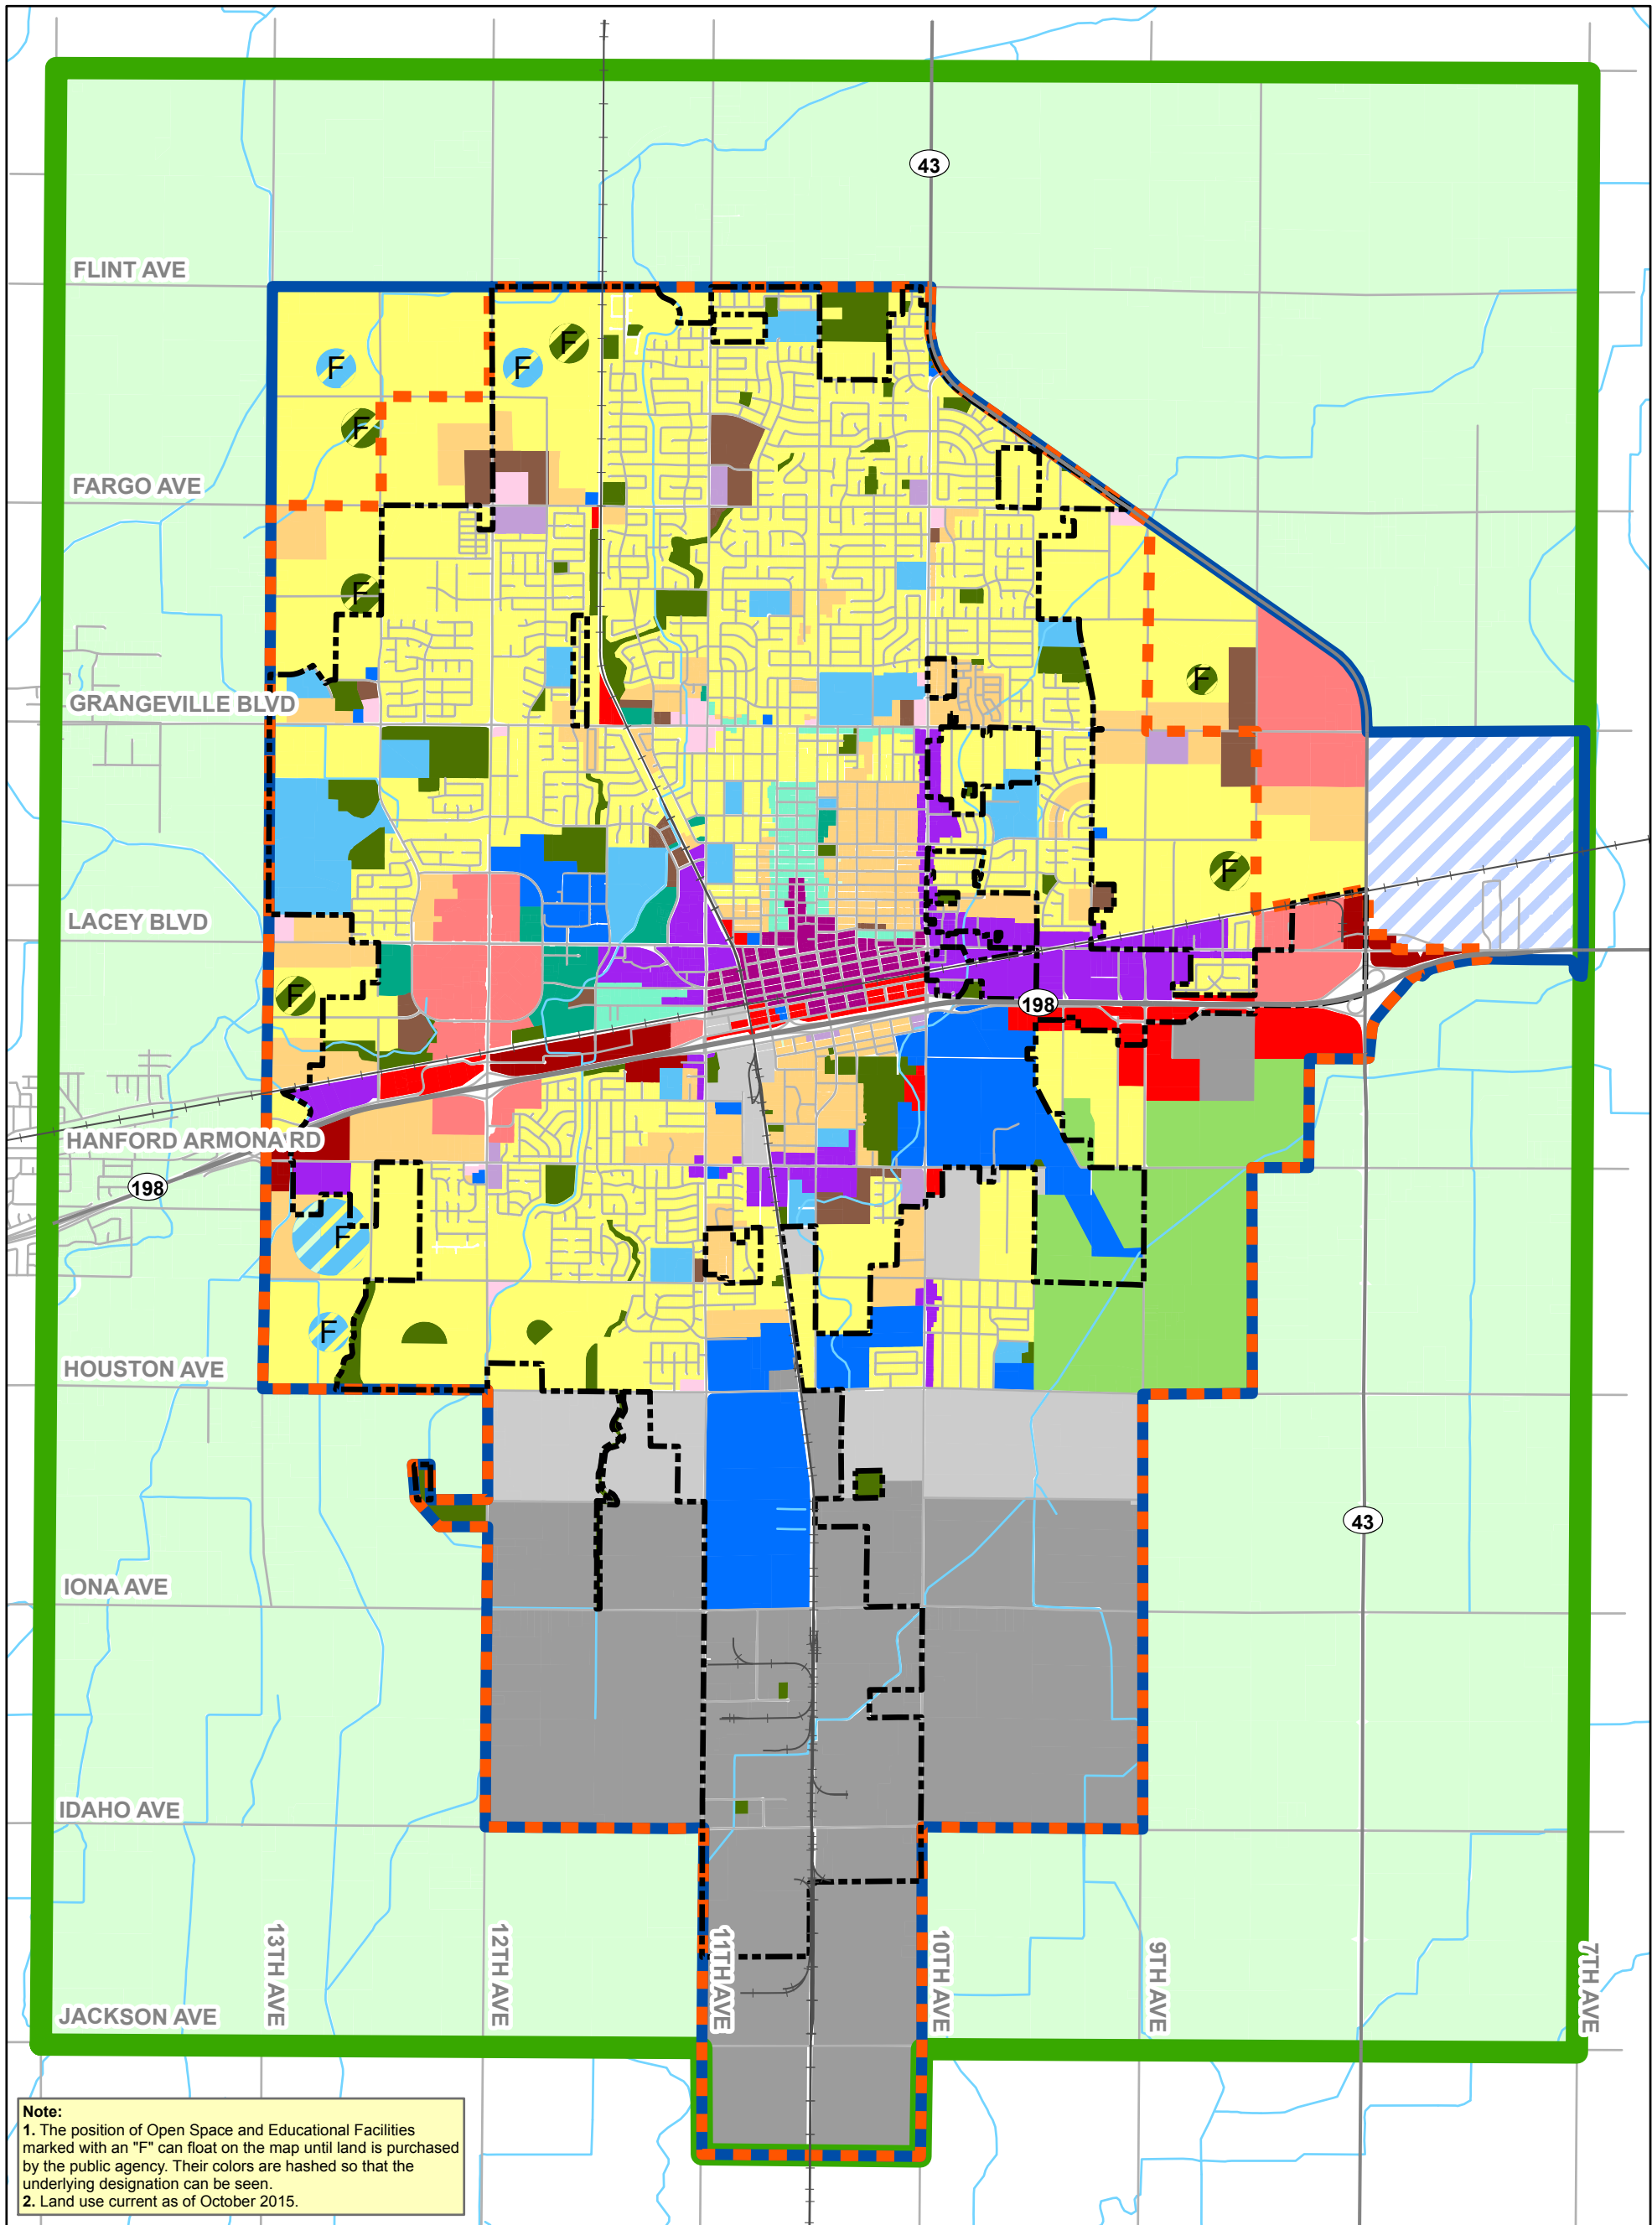 43
FLINT AVE
F
F
F
F
FARGO AVE
F
F
GRANGEVILLE BLVD
F
LACEY BLVD
F
198
HANFORD ARMONA RD
198
F
F
HOUSTON AVE
43
IONA AVE
IDAHO AVE
13TH AVE
12TH AVE
11TH AVE
10TH AVE
9TH AVE
7TH AVE
JACKSON AVE
Note:
1. The position of Open Space and Educational Facilities
marked with an "F" can float on the map until land is purchased
by the public agency. Their colors are hashed so that the
underlying designation can be seen.
2. Land use current as of October 2015.